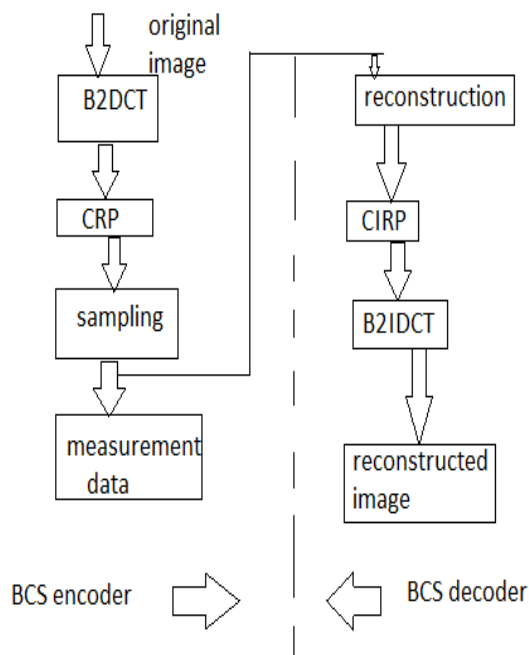 original
image
B2DCT
CRP
sampling
measurement
data
BCS encoder
reconstruction
CIRP
B2IDCT
reconstructed
image
BCS decoder